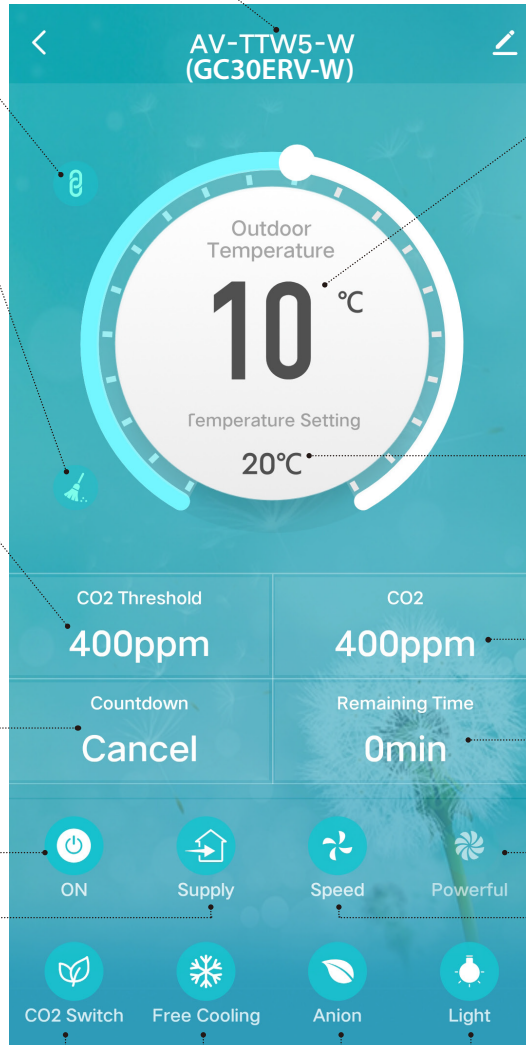 AV-TTW5-W
(GC30ERV-W)
Outdoor
Temperature
10 °C
Temperature Setting
20°C
CO2 Threshold
CO2
400ppm
400ppm
Countdown
Remaining Time
Cancel
0min
ON
Supply
Speed
Powerful
CO2 Switch
Free Cooling
Anion
Light